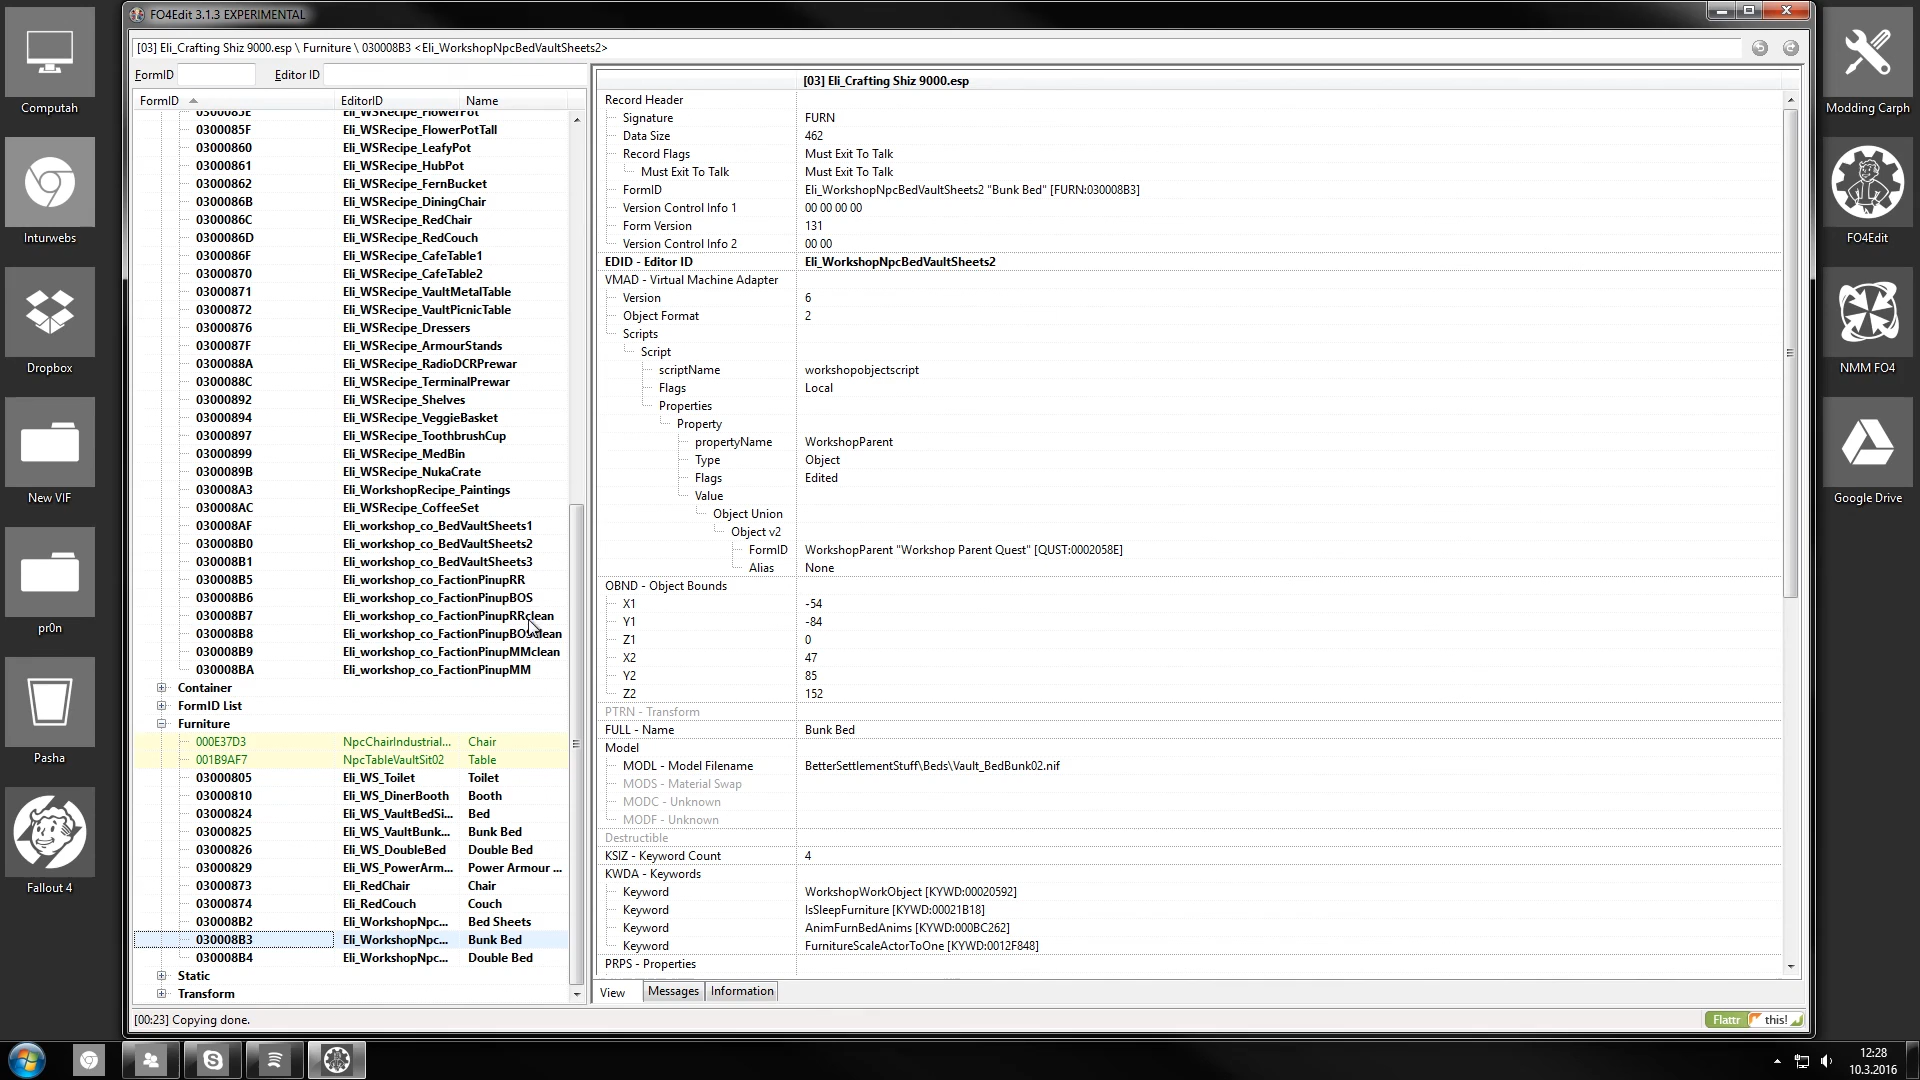 FO4Edit 3.1.3 EXPERIMENTAL
[03] Eli_Crafting Shiz 9000.esp \ Furniture \ 030008B3 <Eli_WorkshopNpcBedVaultSheets2>
FormID
Editor ID
FormID EditorID Name
0300085E Eli_WSRecipe_FlowerPot
0300085F Eli_WSRecipe_FlowerPotTall
03000860 Eli_WSRecipe_LeafyPot
03000861 Eli_WSRecipe_HubPot
03000862 Eli_WSRecipe_FernBucket
0300086B Eli_WSRecipe_DiningChair
0300086C Eli_WSRecipe_RedChair
0300086D Eli_WSRecipe_RedCouch
0300086F Eli_WSRecipe_CafeTable1
03000870 Eli_WSRecipe_CafeTable2
03000871 Eli_WSRecipe_VaultMetalTable
03000872 Eli_WSRecipe_VaultPicnicTable
03000876 Eli_WSRecipe_Dressers
0300087F Eli_WSRecipe_ArmourStands
0300088A Eli_WSRecipe_RadioDCRPrewar
0300088C Eli_WSRecipe_TerminalPrewar
03000892 Eli_WSRecipe_Shelves
03000894 Eli_WSRecipe_VeggieBasket
03000897 Eli_WSRecipe_ToothbrushCup
03000899 Eli_WSRecipe_MedBin
0300089B Eli_WSRecipe_NukaCrate
030008A3 Eli_WorkshopRecipe_Paintings
030008AC Eli_WSRecipe_CoffeeSet
030008AF Eli_workshop_co_BedVaultSheets1
030008B0 Eli_workshop_co_BedVaultSheets2
030008B1 Eli_workshop_co_BedVaultSheets3
030008B5 Eli_workshop_co_FactionPinupRR
030008B6 Eli_workshop_co_FactionPinupBOS
030008B7 Eli_workshop_co_FactionPinupRRclean
030008B8 Eli_workshop_co_FactionPinupBOSclean
030008B9 Eli_workshop_co_FactionPinupMMclean
030008BA Eli_workshop_co_FactionPinupMM
Container
FormID List
Furniture
000E37D3 NpcChairIndustrial... Chair
001B9AF7 NpcTableVaultSit02 Table
03000805 Eli_WS_Toilet Toilet
03000810 Eli_WS_DinerBooth Booth
03000824 Eli_WS_VaultBedSi... Bed
03000825 Eli_WS_VaultBunk... Bunk Bed
03000826 Eli_WS_DoubleBed Double Bed
03000829 Eli_WS_PowerArm... Power Armour ...
03000873 Eli_RedChair Chair
03000874 Eli_RedCouch Couch
030008B2 Eli_WorkshopNpc... Bed Sheets
030008B3 Eli_WorkshopNpc... Bunk Bed
030008B4 Eli_WorkshopNpc... Double Bed
Static
Transform
[03] Eli_Crafting Shiz 9000.esp
Record Header
Signature FURN
Data Size 462
Record Flags Must Exit To Talk
Must Exit To Talk Must Exit To Talk
FormID Eli_WorkshopNpcBedVaultSheets2 "Bunk Bed" [FURN:030008B3]
Version Control Info 1 00 00 00 00
Form Version 131
Version Control Info 2 00 00
EDID - Editor ID Eli_WorkshopNpcBedVaultSheets2
VMAD - Virtual Machine Adapter
Version 6
Object Format 2
Scripts
Script
scriptName workshopobjectscript
Flags Local
Properties
Property
propertyName WorkshopParent
Type Object
Flags Edited
Value
Object Union
Object v2
FormID WorkshopParent "Workshop Parent Quest" [QUST:0002058E]
Alias None
OBND - Object Bounds
X1 -54
Y1 -84
Z1 0
X2 47
Y2 85
Z2 152
PTRN - Transform
FULL - Name Bunk Bed
Model
MODL - Model Filename BetterSettlementStuff\Beds\Vault_BedBunk02.nif
MODS - Material Swap
MODC - Unknown
MODF - Unknown
Destructible
KSIZ - Keyword Count 4
KWDA - Keywords
Keyword WorkshopWorkObject [KYWD:00020592]
Keyword IsSleepFurniture [KYWD:00021B18]
Keyword AnimFurnBedAnims [KYWD:000BC262]
Keyword FurnitureScaleActorToOne [KYWD:0012F848]
PRPS - Properties
View Messages Information
[00:23] Copying done.
Flattr this!
Computah
Inturwebs
Dropbox
New VIF
pr0n
Pasha
Fallout 4
Modding Carph
FO4Edit
NMM FO4
Google Drive
12:28
10.3.2016